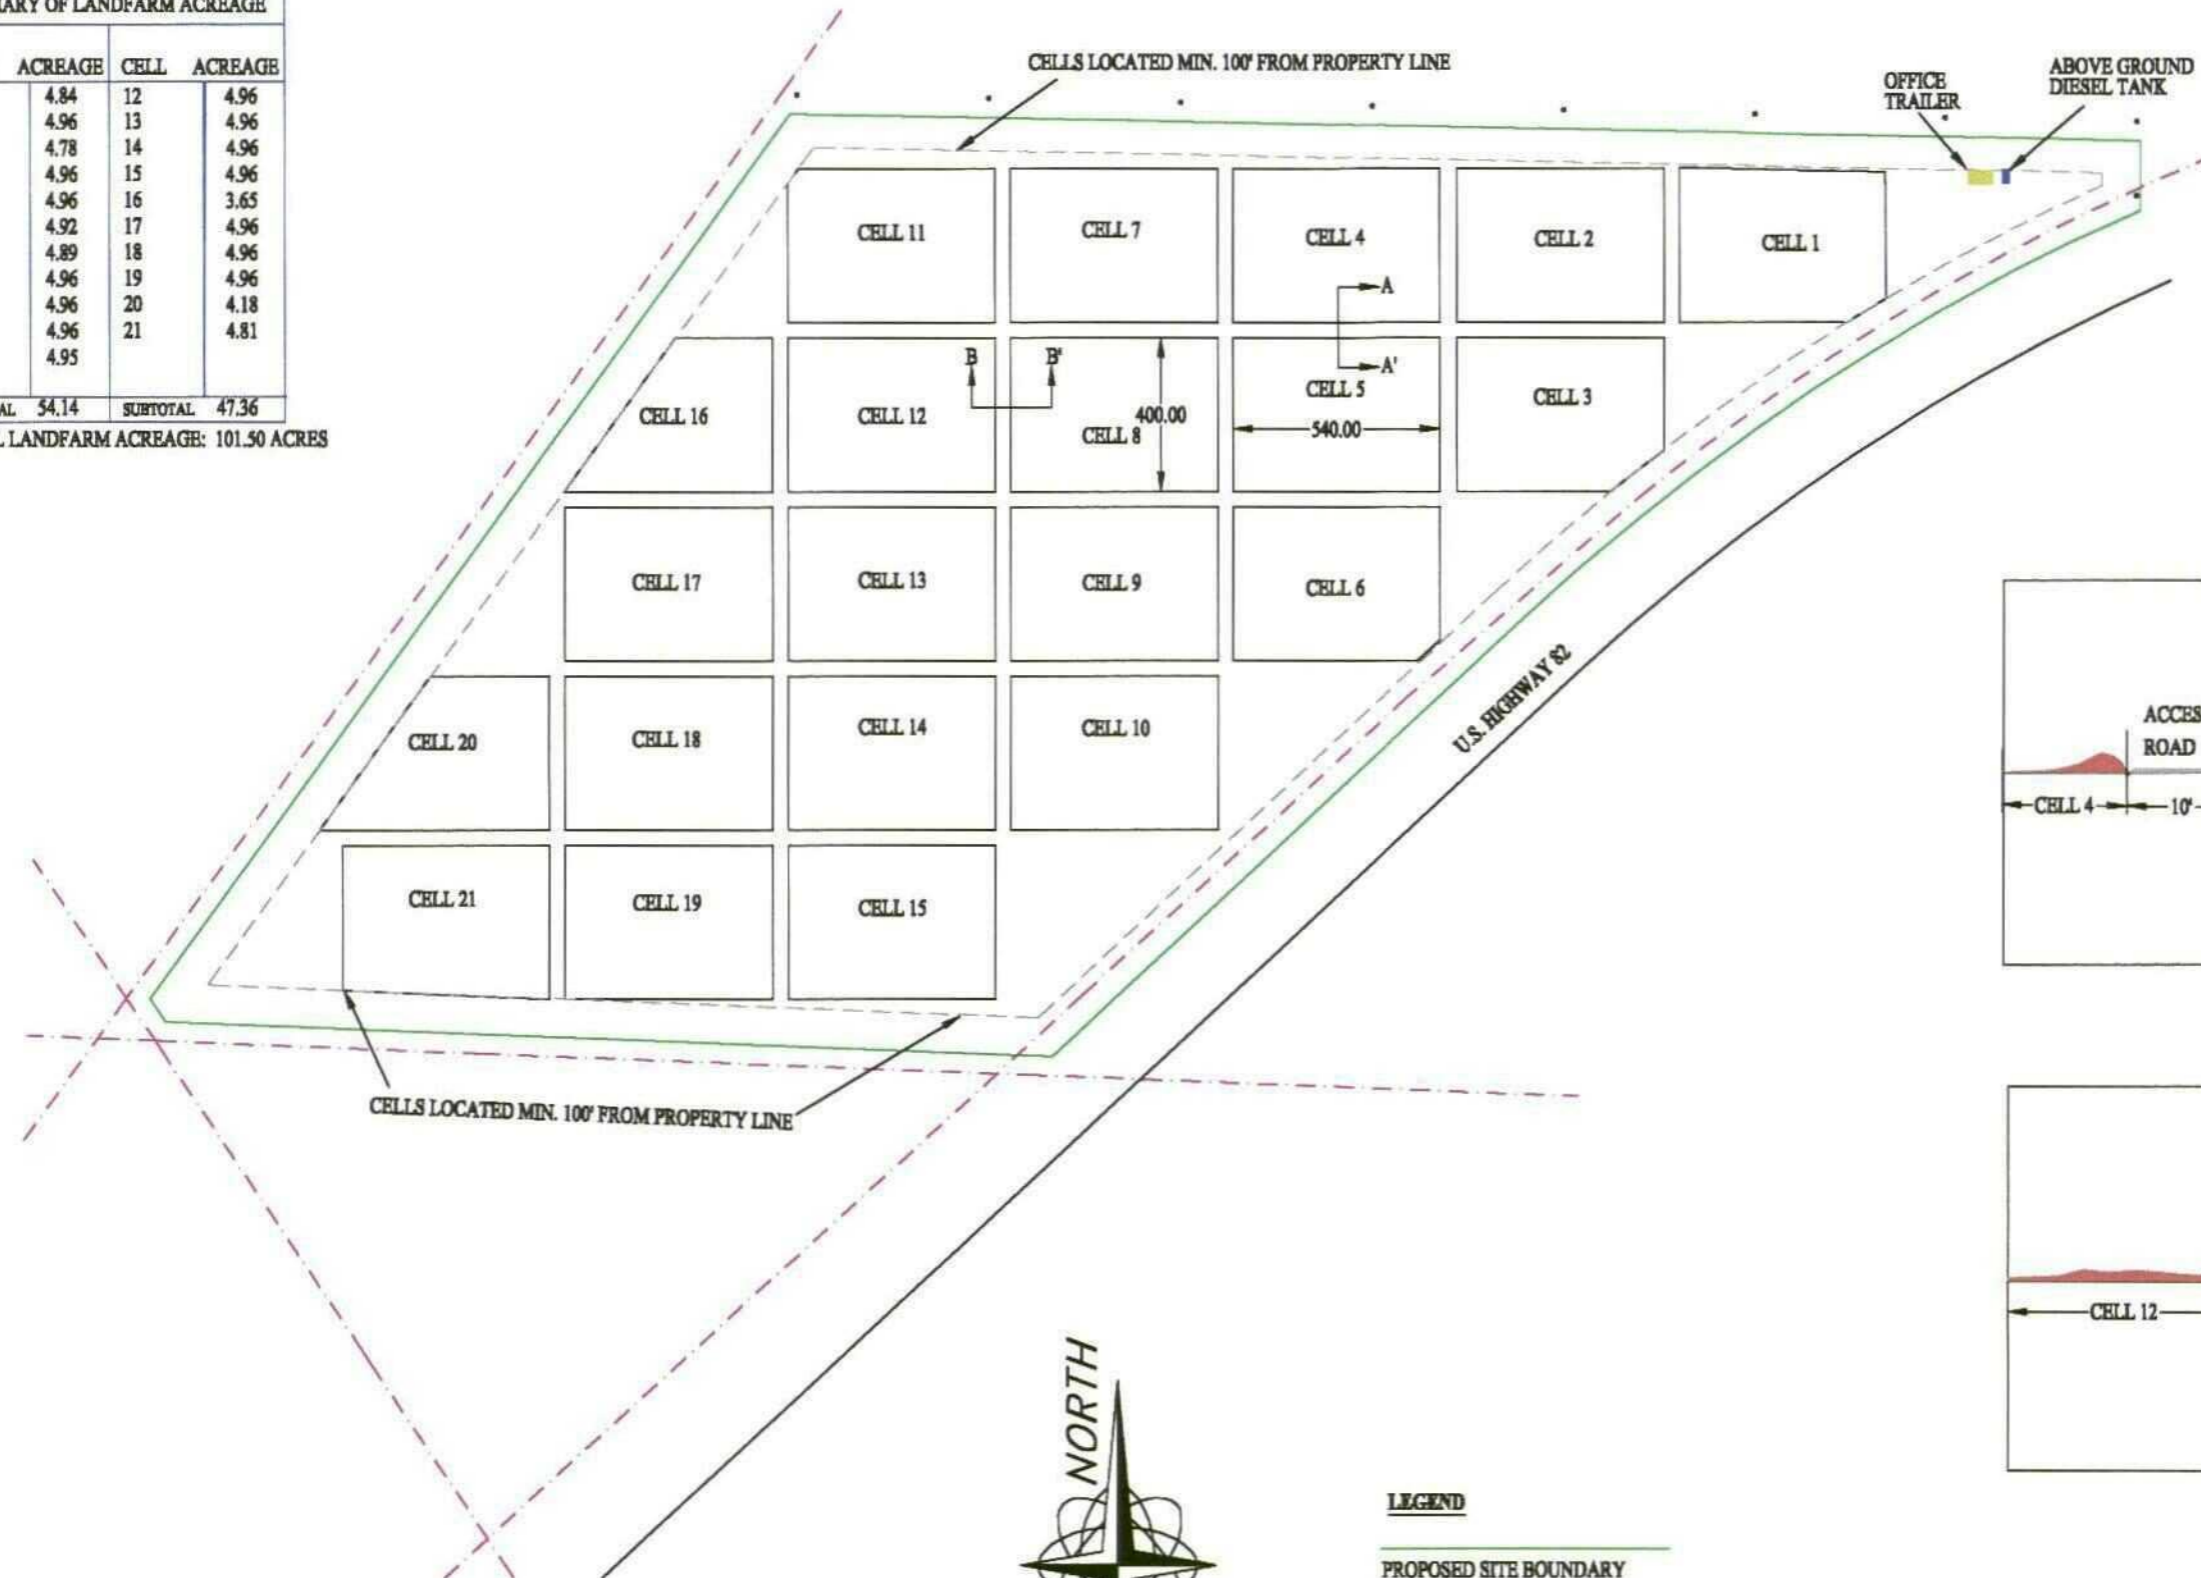 ARY OF LANDFARM ACREAGE
ACREAGE CELL ACREAGE
4.84 12 4.96
4.96 13 4.96
4.78 14 4.96
4.96 15 4.96
4.96 16 3.65
4.92 17 4.96
4.89 18 4.96
4.96 19 4.96
4.96 20 4.18
4.96 21 4.81
4.95
AL 54.14 SUBTOTAL 47.36
L LANDFARM ACREAGE: 101.50 ACRES
CELLS LOCATED MIN. 100' FROM PROPERTY LINE
OFFICE
TRAILER
ABOVE GROUND
DIESEL TANK
CELL 11
CELL 7
CELL 4
CELL 2
CELL 1
A
B
B'
A'
CELL 16
CELL 12
CELL 8
400.00
CELL 5
540.00
CELL 3
CELL 17
CELL 13
CELL 9
CELL 6
U.S. HIGHWAY 82
CELL 20
CELL 18
CELL 14
CELL 10
CELL 21
CELL 19
CELL 15
CELLS LOCATED MIN. 100' FROM PROPERTY LINE
ACCES
ROAD
CELL 4
10'
CELL 12
NORTH
LEGEND
PROPOSED SITE BOUNDARY